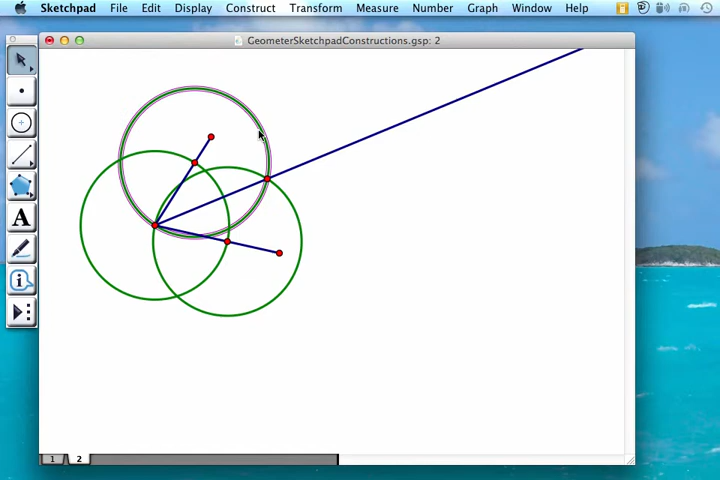 Sketchpad File Edit Display Construct Transform Measure Number Graph Window Help
GeometerSketchpadConstructions.gsp: 2
A
1 2